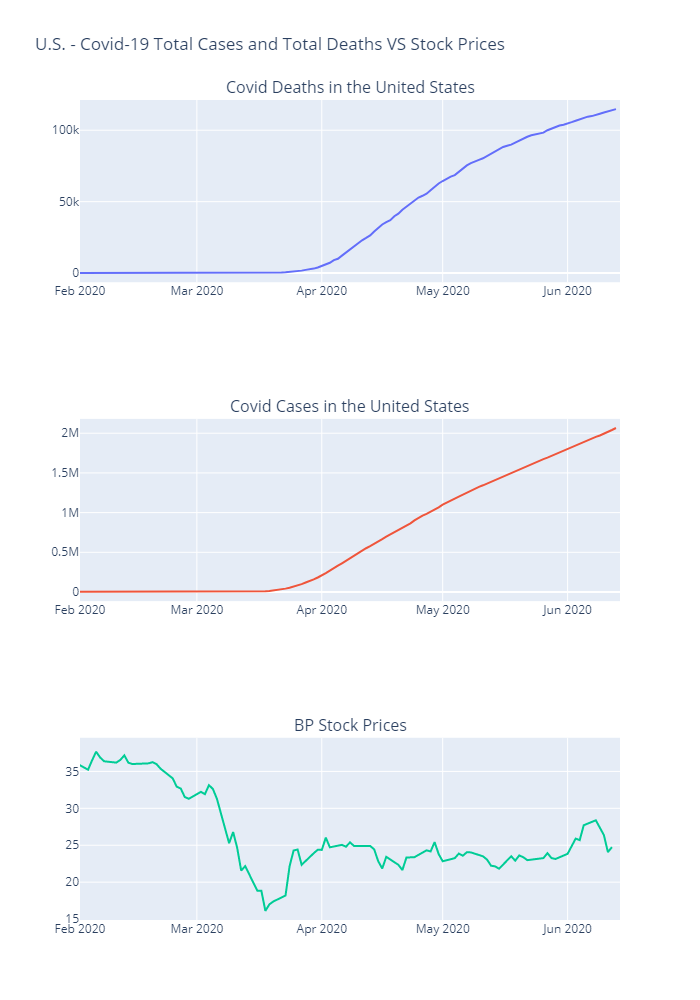 U.S. - Covid-19 Total Cases and Total Deaths VS Stock Prices
Covid Deaths in the United States
100k
50k
0
Feb 2020 Mar 2020 Apr 2020 May 2020 Jun 2020
Covid Cases in the United States
2M
1.5M
1M
0.5M
0
Feb 2020 Mar 2020 Apr 2020 May 2020 Jun 2020
BP Stock Prices
35
30
25
20
15
Feb 2020 Mar 2020 Apr 2020 May 2020 Jun 2020